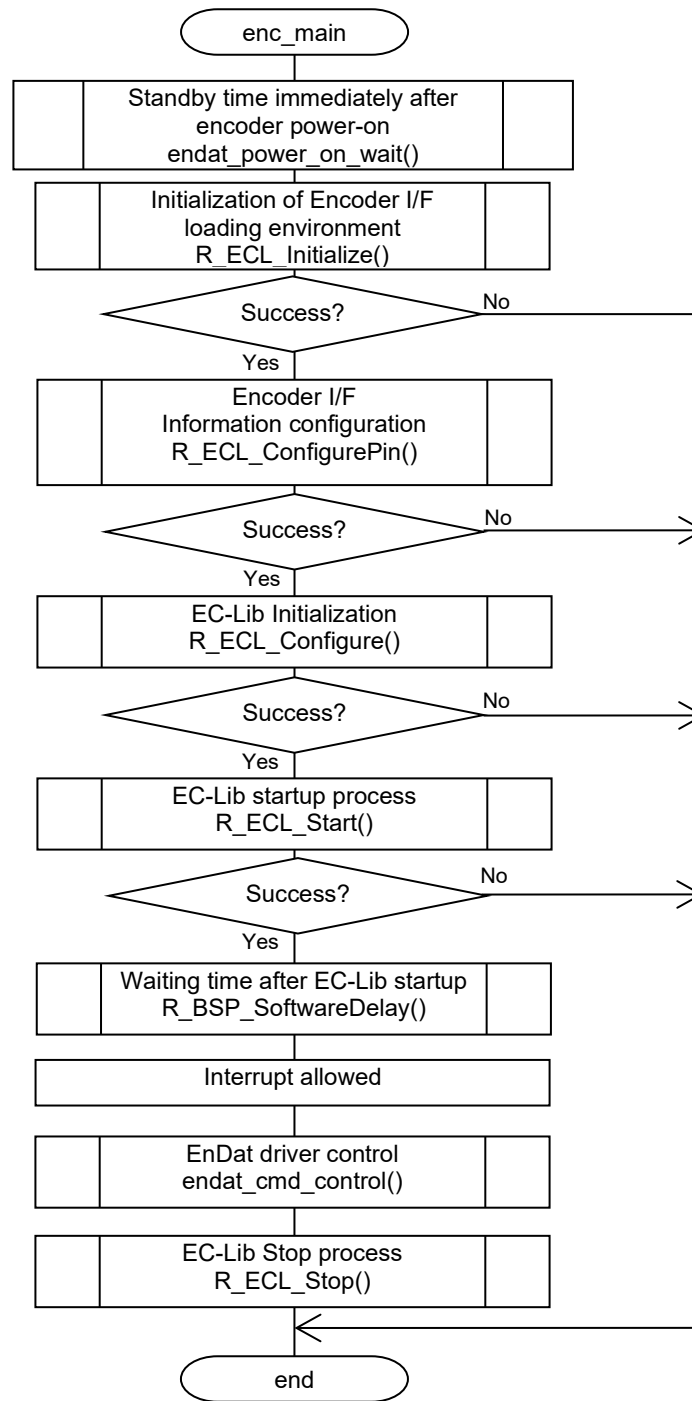 enc_main
Standby time immediately after
encoder power-on
endat_power_on_wait()
Initialization of Encoder I/F
loading environment
R_ECL_Initialize()
Success?
No
Yes
Encoder I/F
Information configuration
R_ECL_ConfigurePin()
Success?
No
Yes
EC-Lib Initialization
R_ECL_Configure()
Success?
No
Yes
EC-Lib startup process
R_ECL_Start()
Success?
No
Yes
Waiting time after EC-Lib startup
R_BSP_SoftwareDelay()
Interrupt allowed
EnDat driver control
endat_cmd_control()
EC-Lib Stop process
R_ECL_Stop()
end